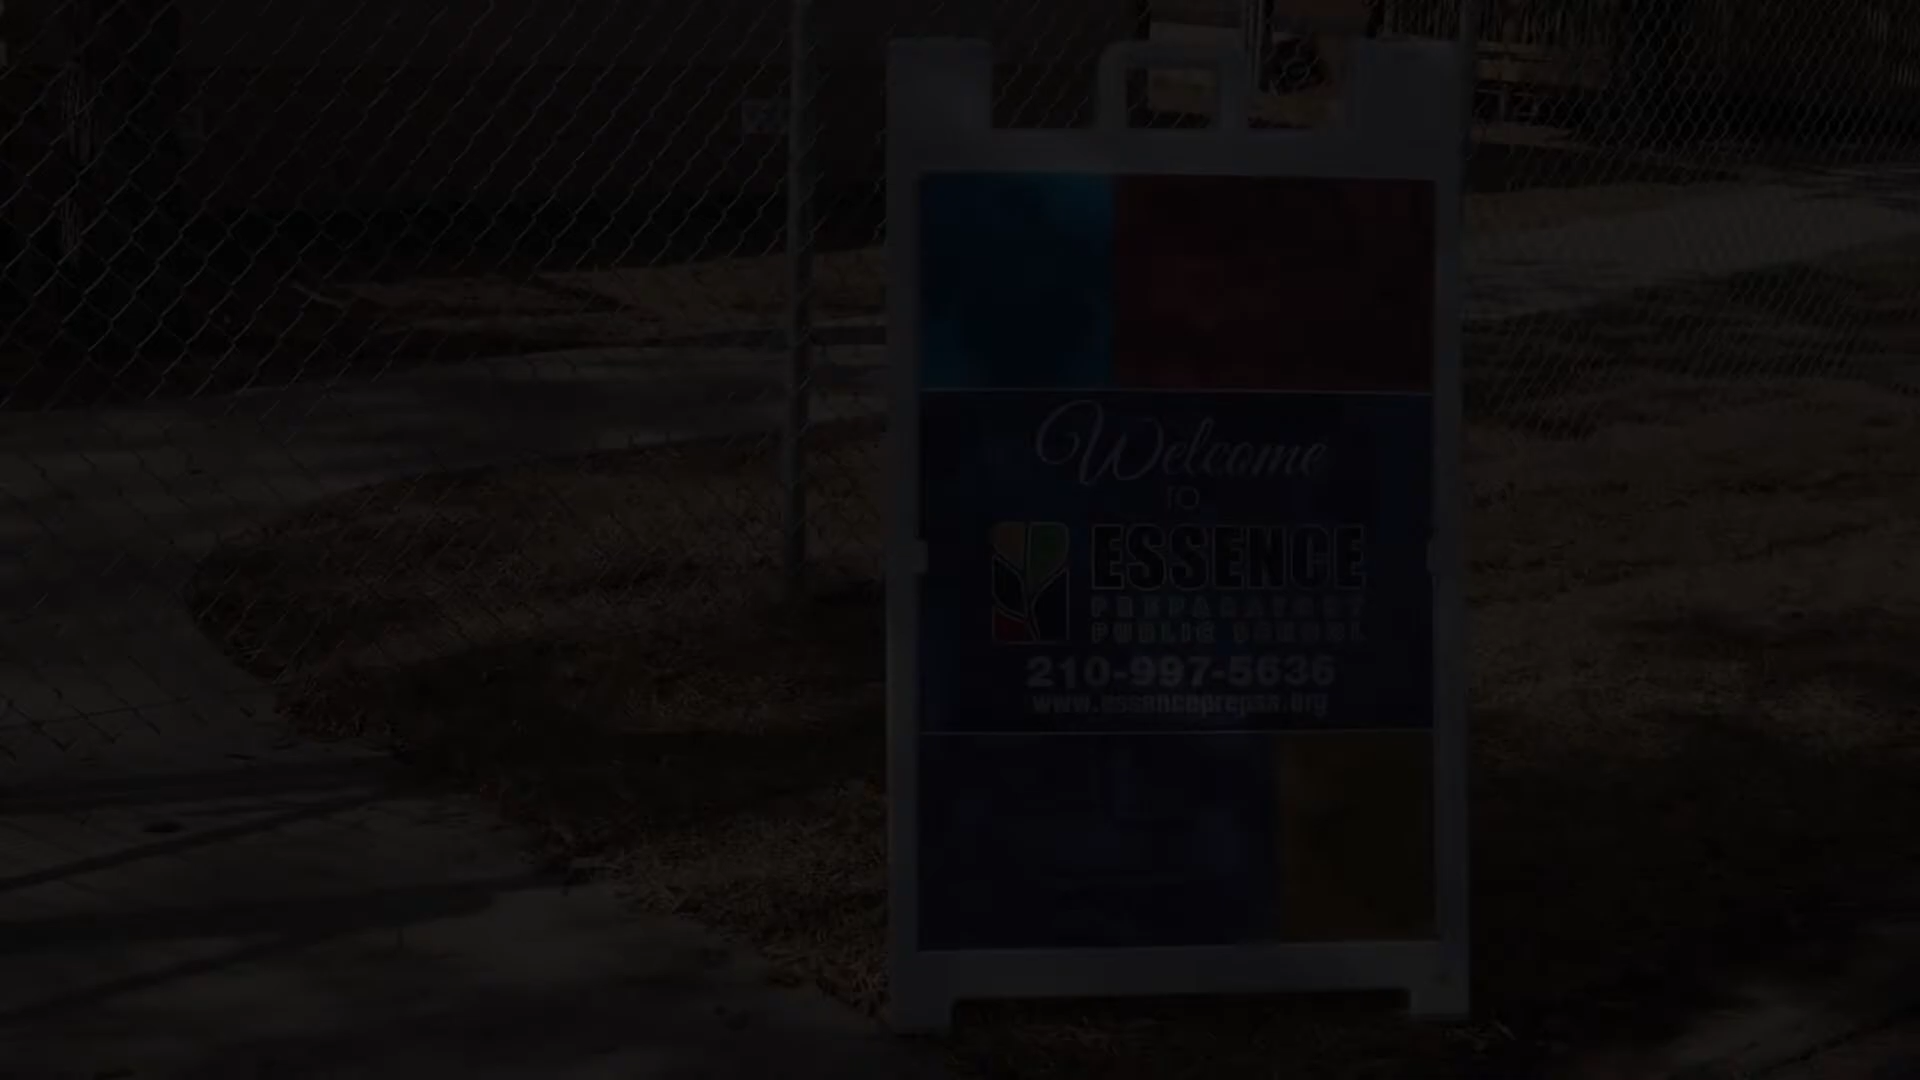 Welcome
TO
ESSENCE
PREPARATORY
PUBLIC SCHOOL
210-997-5636
www.essenceprepsa.org